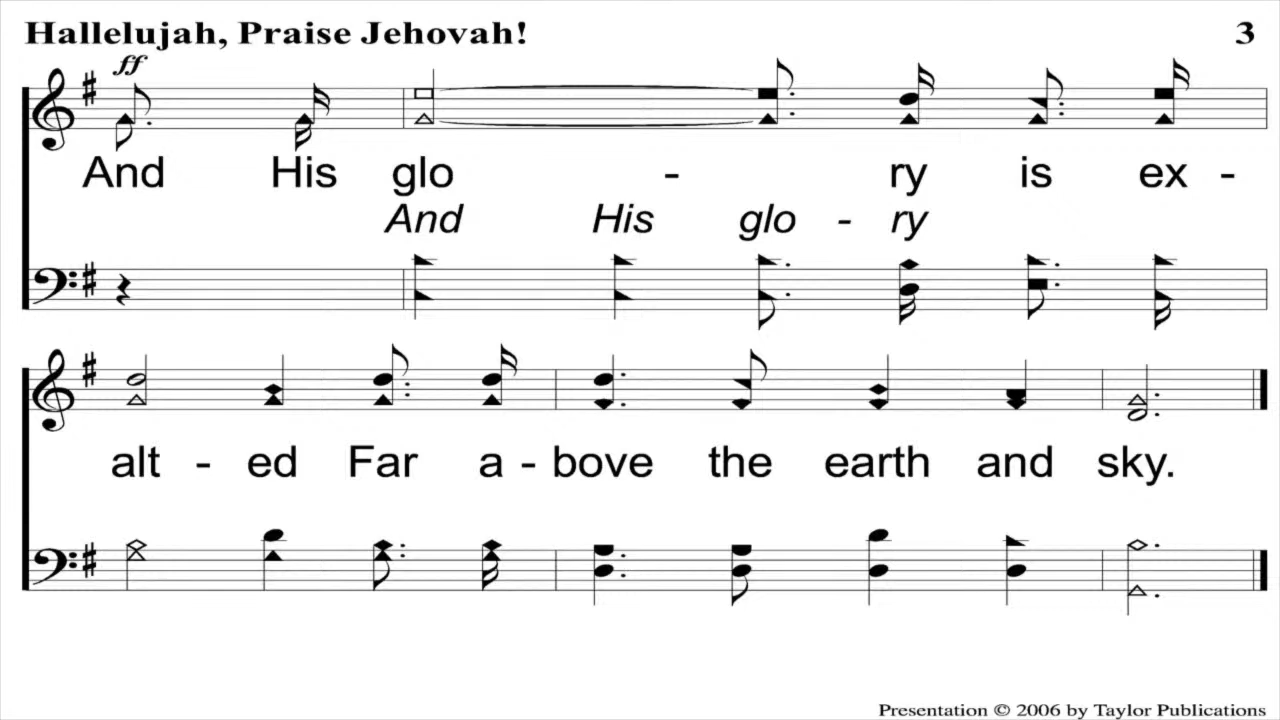 Hallelujah, Praise Jehovah! 3
ff
And His glo - ry is ex -
And His glo - ry
alt - ed Far a - bove the earth and sky.
Presentation © 2006 by Taylor Publications